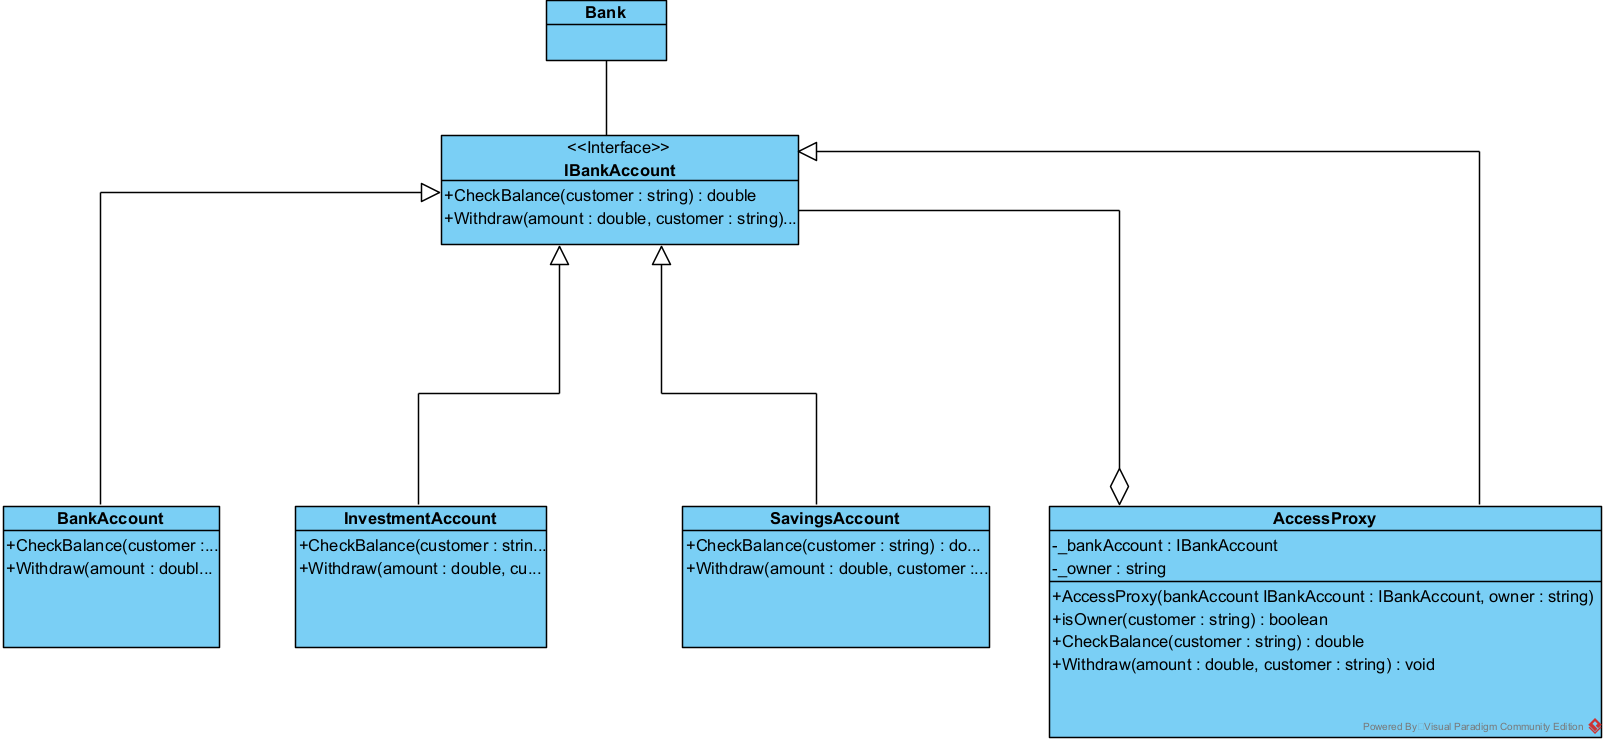 Bank
<<Interface>>
IBankAccount
+CheckBalance(customer : string) : double
+Withdraw(amount : double, customer : string)...
BankAccount
+CheckBalance(customer :...
+Withdraw(amount : doubl...
InvestmentAccount
+CheckBalance(customer : strin...
+Withdraw(amount : double, cu...
SavingsAccount
+CheckBalance(customer : string) : do...
+Withdraw(amount : double, customer :...
AccessProxy
-_bankAccount : IBankAccount
-_owner : string
+AccessProxy(bankAccount IBankAccount : IBankAccount, owner : string)
+isOwner(customer : string) : boolean
+CheckBalance(customer : string) : double
+Withdraw(amount : double, customer : string) : void
Powered By Visual Paradigm Community Edition